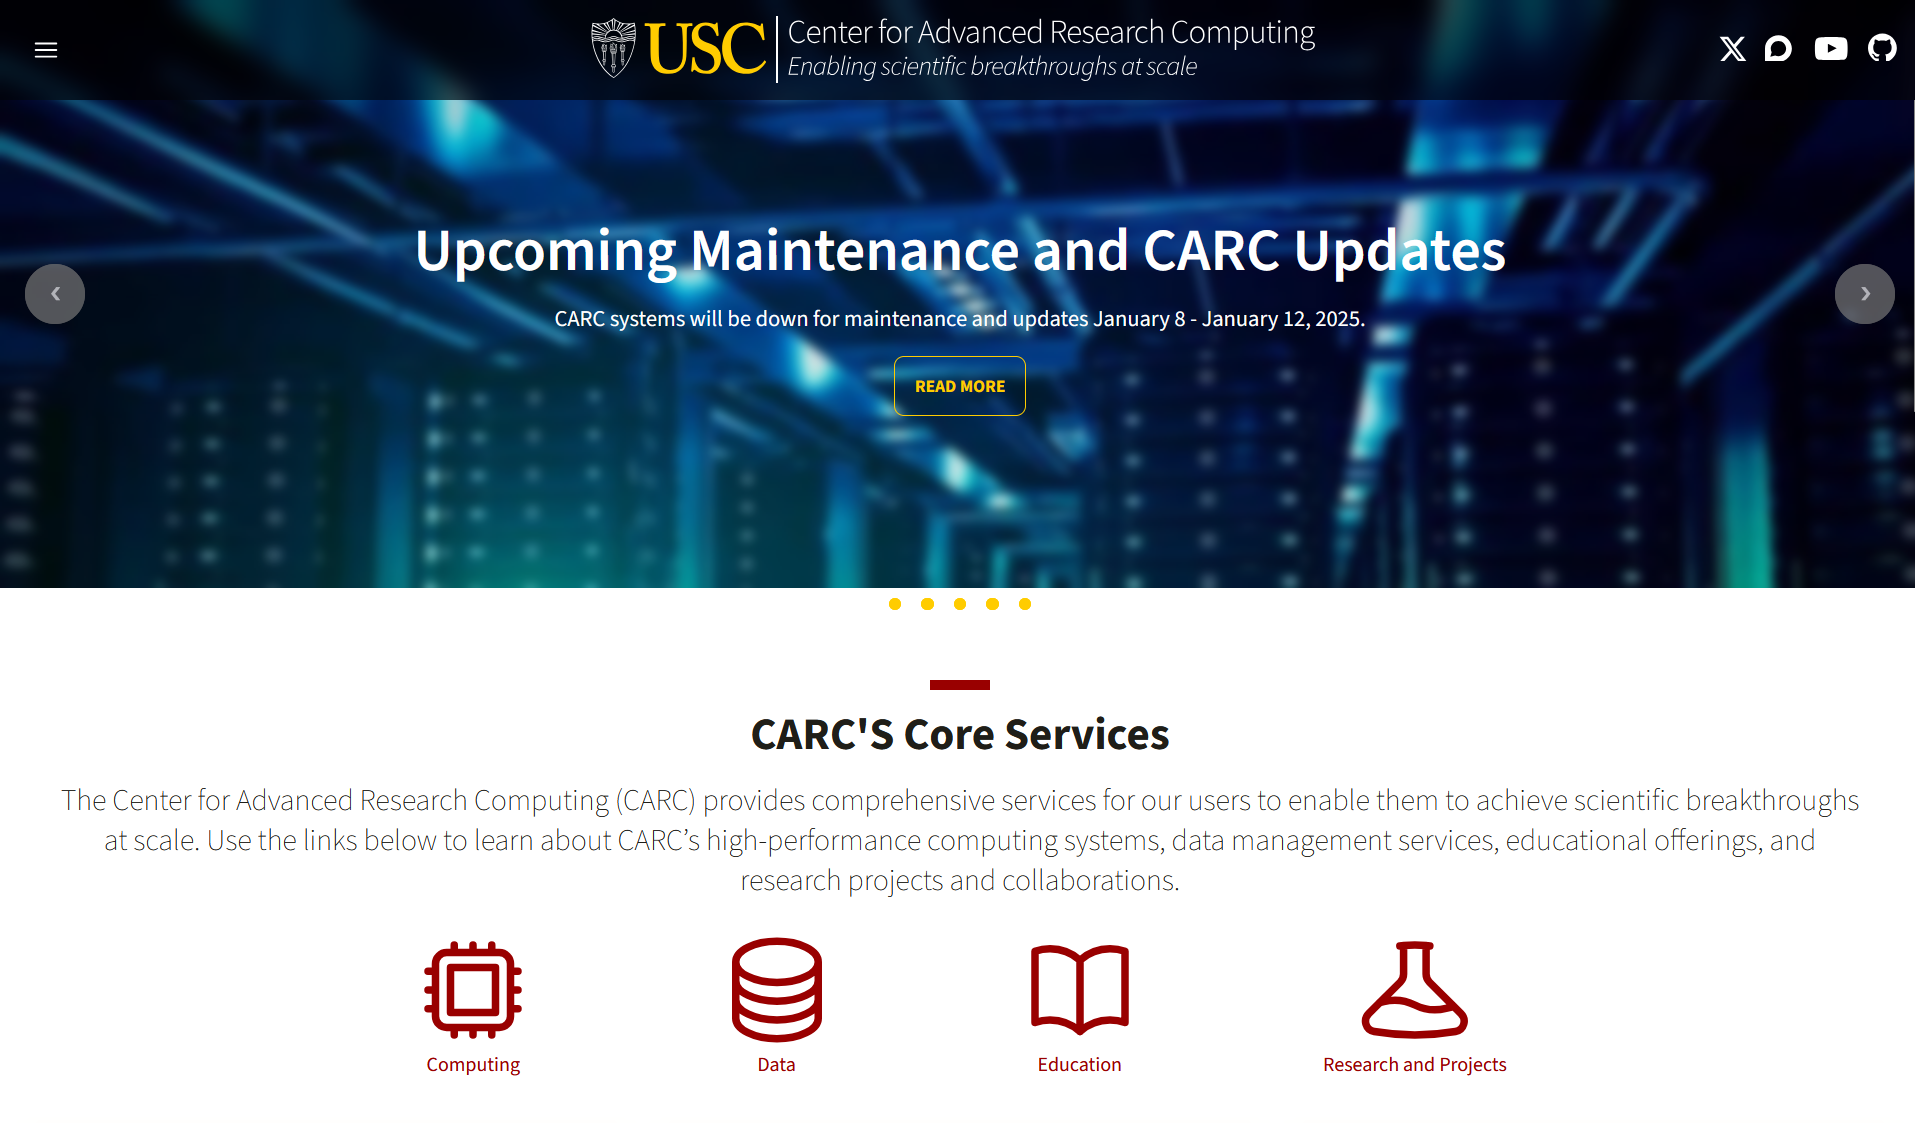 USC
Center for Advanced Research Computing
Enabling scientific breakthroughs at scale
Upcoming Maintenance and CARC Updates
CARC systems will be down for maintenance and updates January 8 - January 12, 2025.
READ MORE
CARC'S Core Services
The Center for Advanced Research Computing (CARC) provides comprehensive services for our users to enable them to achieve scientific breakthroughs
at scale. Use the links below to learn about CARC’s high-performance computing systems, data management services, educational offerings, and
research projects and collaborations.
Computing
Data
Education
Research and Projects